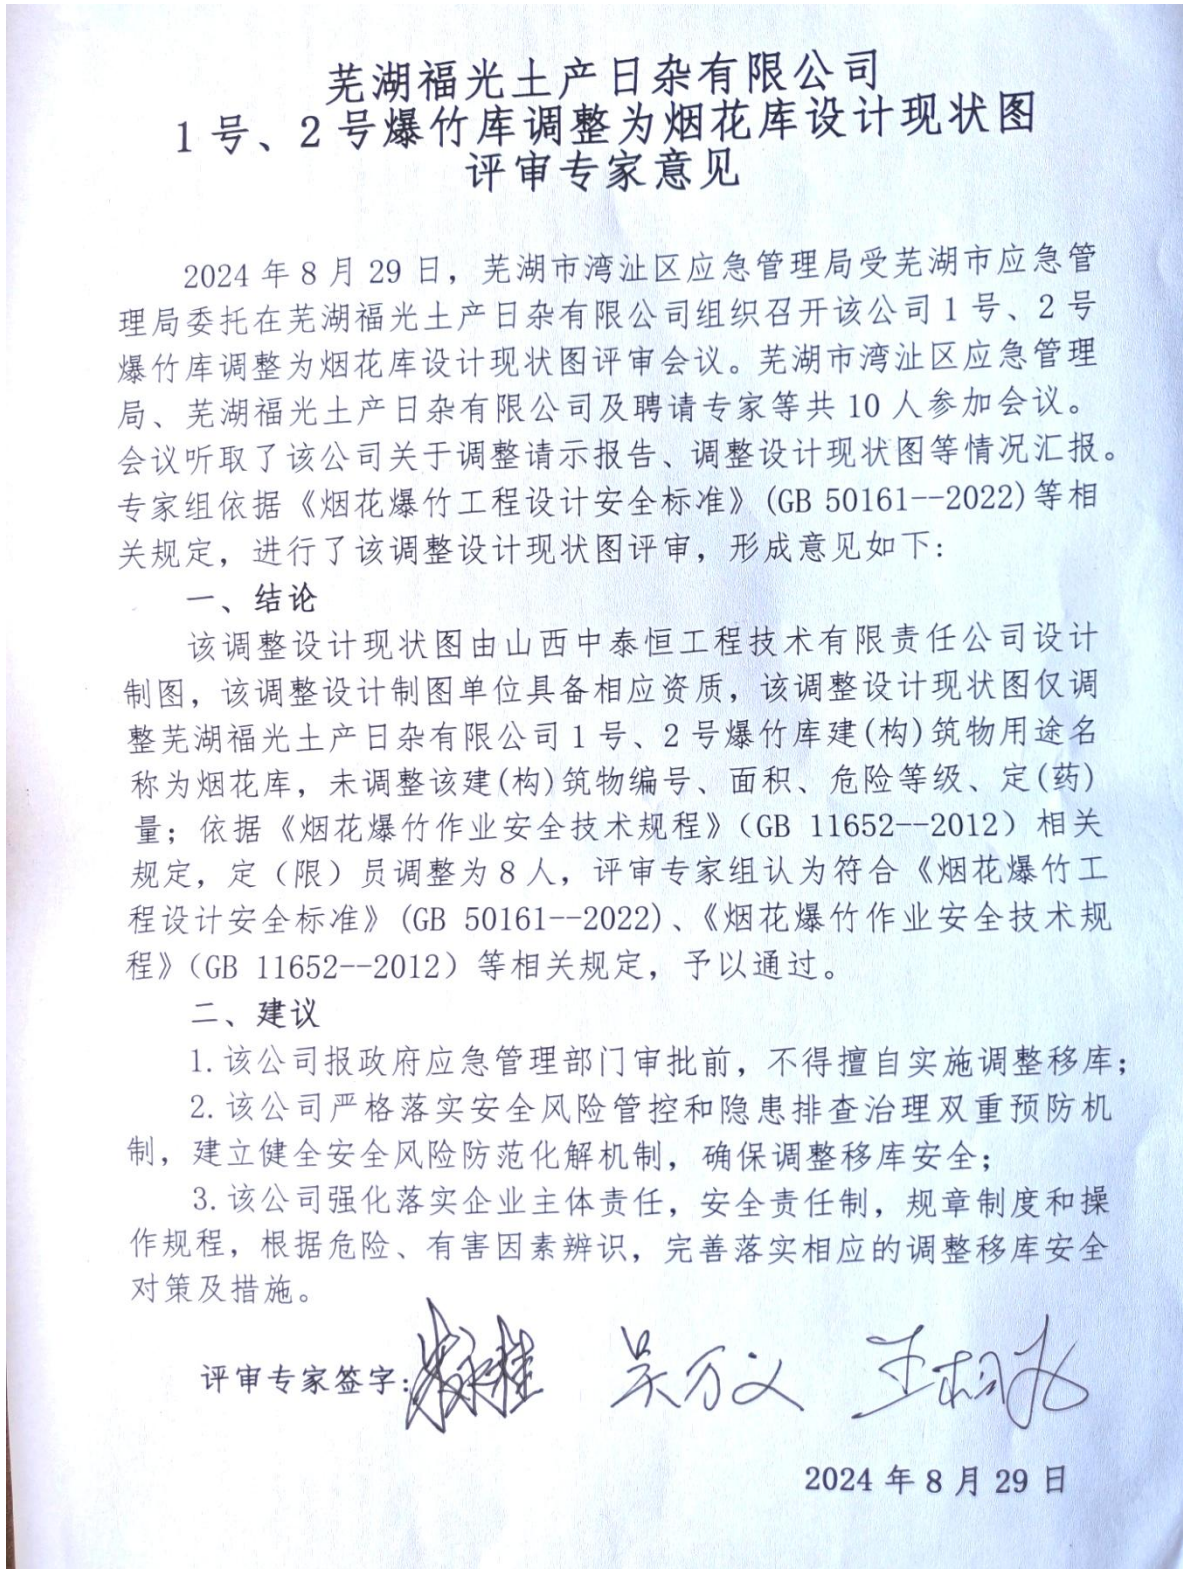 芜湖福光土产日杂有限公司
1号、2号爆竹库调整为烟花库设计现状图
评审专家意见
2024年8月29日，芜湖市湾沚区应急管理局受芜湖市应急管
理局委托在芜湖福光土产日杂有限公司组织召开该公司1号、2号
爆竹库调整为烟花库设计现状图评审会议。芜湖市湾沚区应急管理
局、芜湖福光土产日杂有限公司及聘请专家等共10人参加会议。
会议听取了该公司关于调整请示报告、调整设计现状图等情况汇报。
专家组依据《烟花爆竹工程设计安全标准》(GB 50161--2022)等相
关规定，进行了该调整设计现状图评审，形成意见如下:
一、结论
该调整设计现状图由山西中泰恒工程技术有限责任公司设计
制图，该调整设计制图单位具备相应资质，该调整设计现状图仅调
整芜湖福光土产日杂有限公司1号、2号爆竹库建(构)筑物用途名
称为烟花库，未调整该建(构)筑物编号、面积、危险等级、定(药)
量；依据《烟花爆竹作业安全技术规程》（GB 11652--2012）相关
规定，定（限）员调整为8人，评审专家组认为符合《烟花爆竹工
程设计安全标准》(GB 50161--2022)、《烟花爆竹作业安全技术规
程》（GB 11652--2012）等相关规定，予以通过。
二、建议
1.该公司报政府应急管理部门审批前，不得擅自实施调整移库；
2.该公司严格落实安全风险管控和隐患排查治理双重预防机
制，建立健全安全风险防范化解机制，确保调整移库安全；
3.该公司强化落实企业主体责任，安全责任制，规章制度和操
作规程，根据危险、有害因素辨识，完善落实相应的调整移库安全
对策及措施。
评审专家签字: 吴万义
2024年8月29日